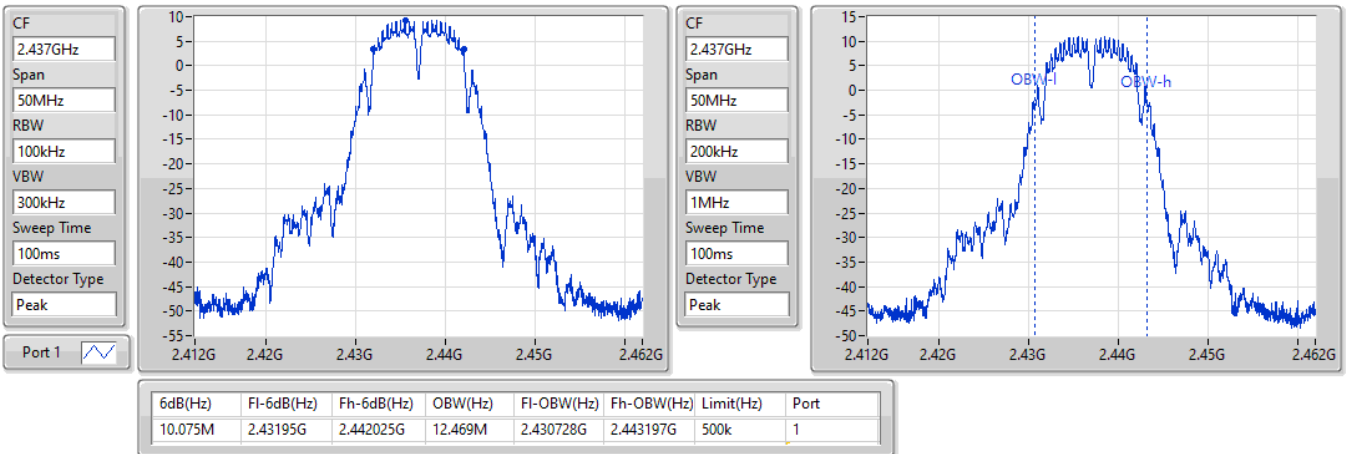 CF
2.437GHz
Span
50MHz
RBW
100kHz
VBW
300kHz
Sweep Time
100ms
Detector Type
Peak
Port 1
10
5
0
-5
-10
-15
-20
-25
-30
-35
-40
-45
-50
-55
2.412G 2.42G 2.43G 2.44G 2.45G 2.462G
CF
2.437GHz
Span
50MHz
RBW
200kHz
VBW
1MHz
Sweep Time
100ms
Detector Type
Peak
15
10
5
0
-5
-10
-15
-20
-25
-30
-35
-40
-45
-50
OBW-l OBW-h
2.412G 2.42G 2.43G 2.44G 2.45G 2.462G
6dB(Hz) Fl-6dB(Hz) Fh-6dB(Hz) OBW(Hz) Fl-OBW(Hz) Fh-OBW(Hz) Limit(Hz) Port
10.075M 2.43195G 2.442025G 12.469M 2.430728G 2.443197G 500k 1